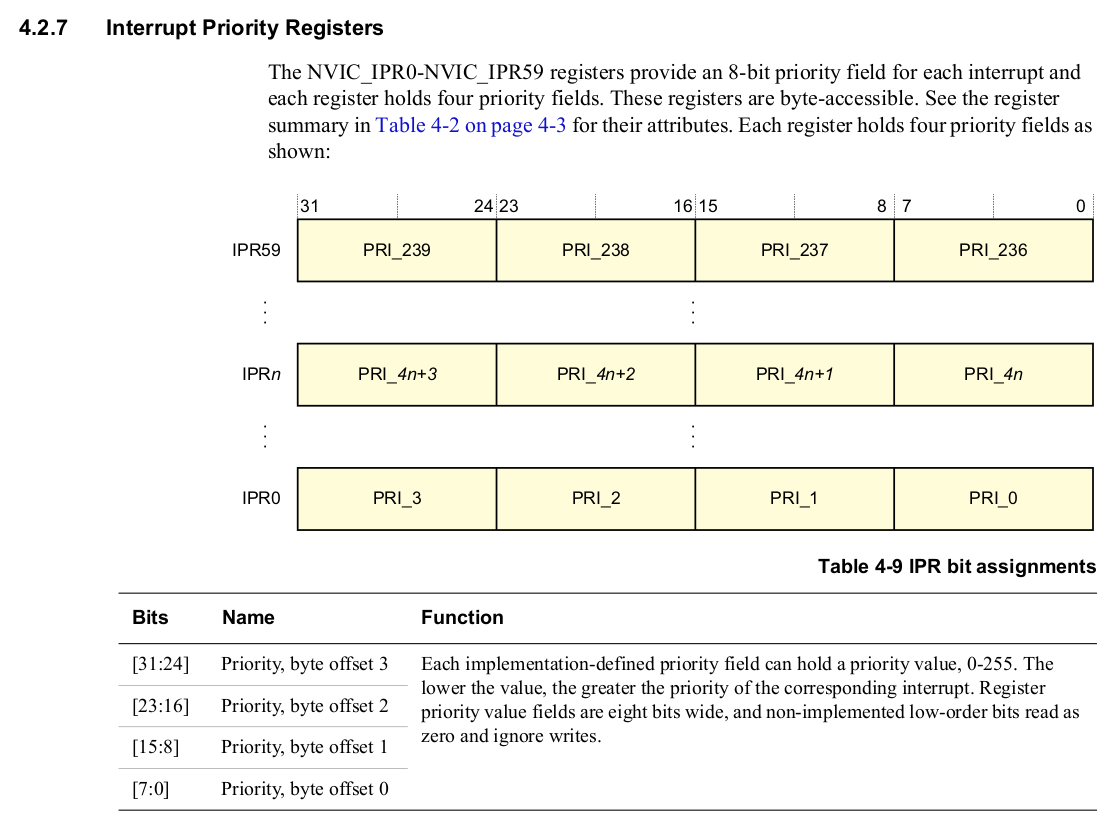 4.2.7 Interrupt Priority Registers
The NVIC_IPR0-NVIC_IPR59 registers provide an 8-bit priority field for each interrupt and
each register holds four priority fields. These registers are byte-accessible. See the register
summary in Table 4-2 on page 4-3 for their attributes. Each register holds four priority fields as
shown:
31 24 23 16 15 8 7 0
IPR59 PRI_239 PRI_238 PRI_237 PRI_236
IPRn PRI_4n+3 PRI_4n+2 PRI_4n+1 PRI_4n
IPR0 PRI_3 PRI_2 PRI_1 PRI_0
Table 4-9 IPR bit assignments
Bits Name Function
[31:24] Priority, byte offset 3 Each implementation-defined priority field can hold a priority value, 0-255. The
lower the value, the greater the priority of the corresponding interrupt. Register
[23:16] Priority, byte offset 2 priority value fields are eight bits wide, and non-implemented low-order bits read as
zero and ignore writes.
[15:8] Priority, byte offset 1
[7:0] Priority, byte offset 0